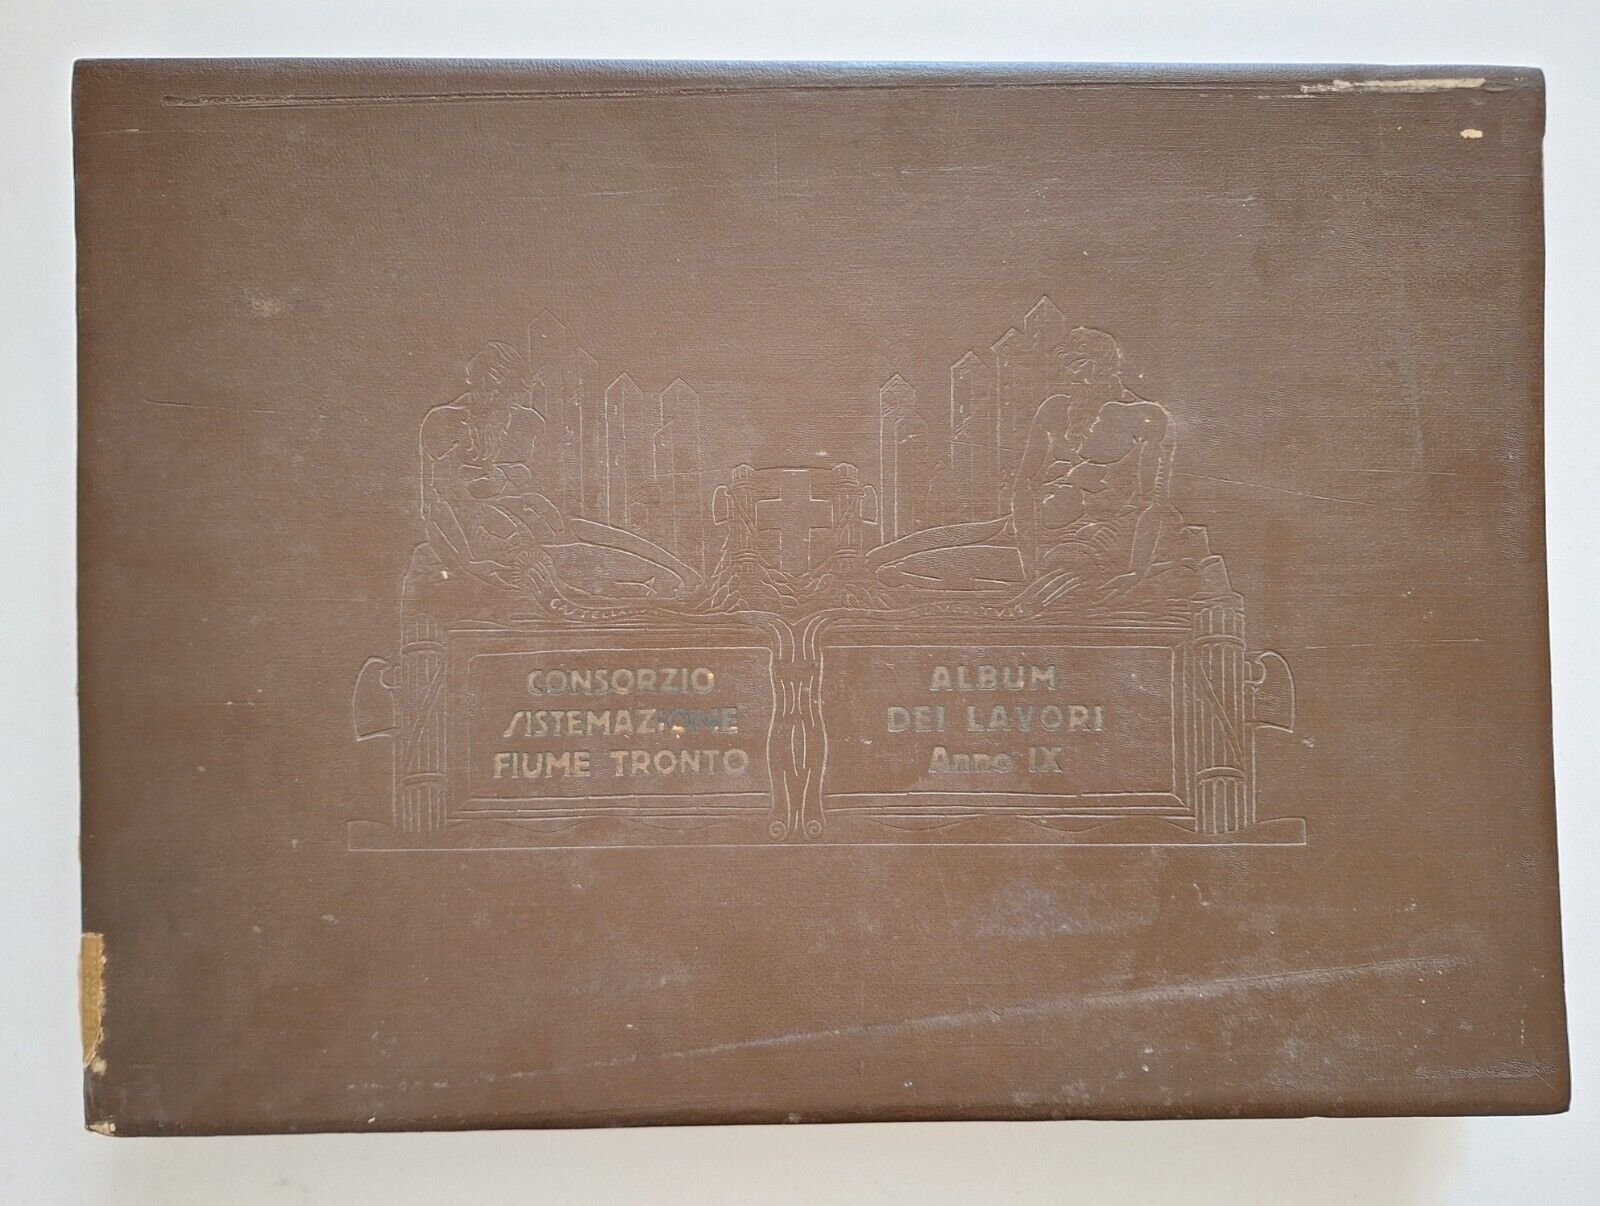 CONSORZIO
SISTEMAZIONE
FIUME TRONTO
ALBUM
DEI LAVORI
Anno IX